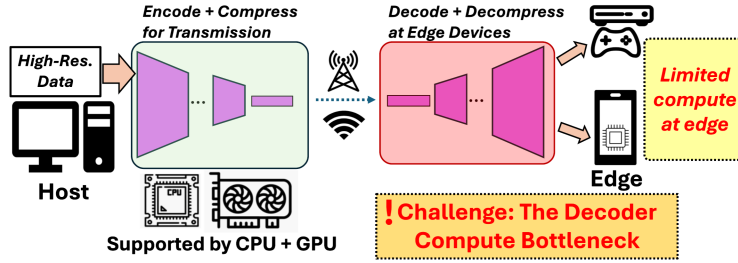 Encode + Compress
for Transmission
Decode + Decompress
at Edge Devices
High-Res.
Data
...
...
Limited
compute
at edge
Host
CPU
Edge
Supported by CPU + GPU
! Challenge: The Decoder
Compute Bottleneck